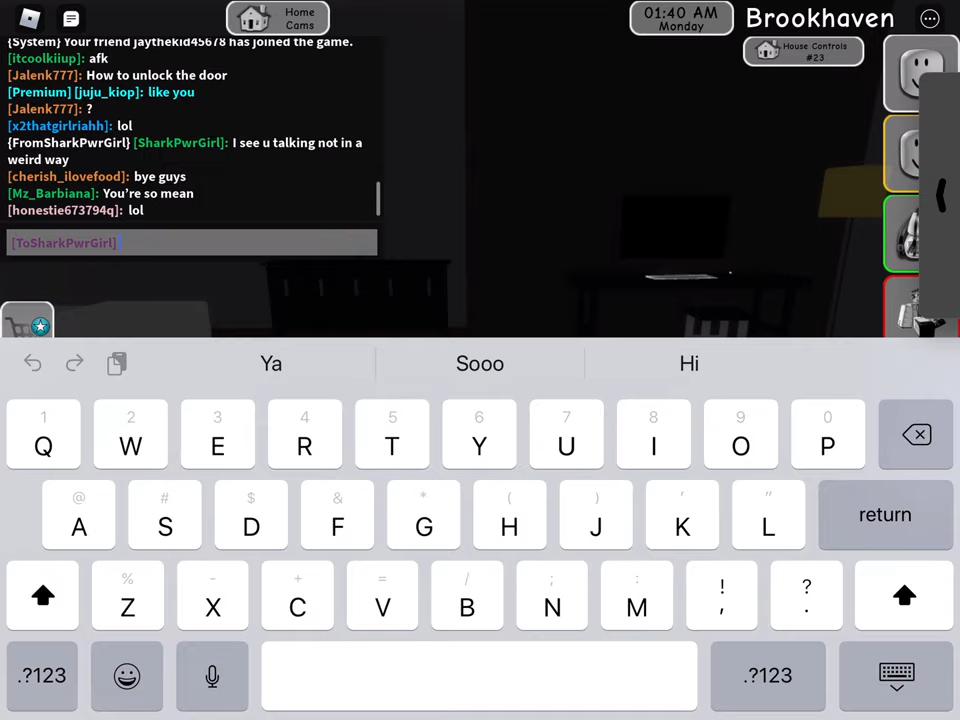 Home
Cams
01:40 AM
Monday
Brookhaven
House Controls
#23
{System} Your friend jaythekid45678 has joined the game.
[itcoolkiiup]: afk
[Jalenk777]: How to unlock the door
[Premium] [juju_kiop]: like you
[Jalenk777]: ?
[x2thatgirlriahh]: lol
{FromSharkPwrGirl} [SharkPwrGirl]: I see u talking not in a
weird way
[cherish_ilovefood]: bye guys
[Mz_Barbiana]: You're so mean
[honestie673794q]: lol
[ToSharkPwrGirl]
Ya Sooo Hi
1 2 3 4 5 6 7 8 9 0
Q W E R T Y U I O P
@ # $ & * ( ) ' "
A S D F G H J K L return
% - + = / ; : ! ?
Z X C V B N M , .
.?123 .?123